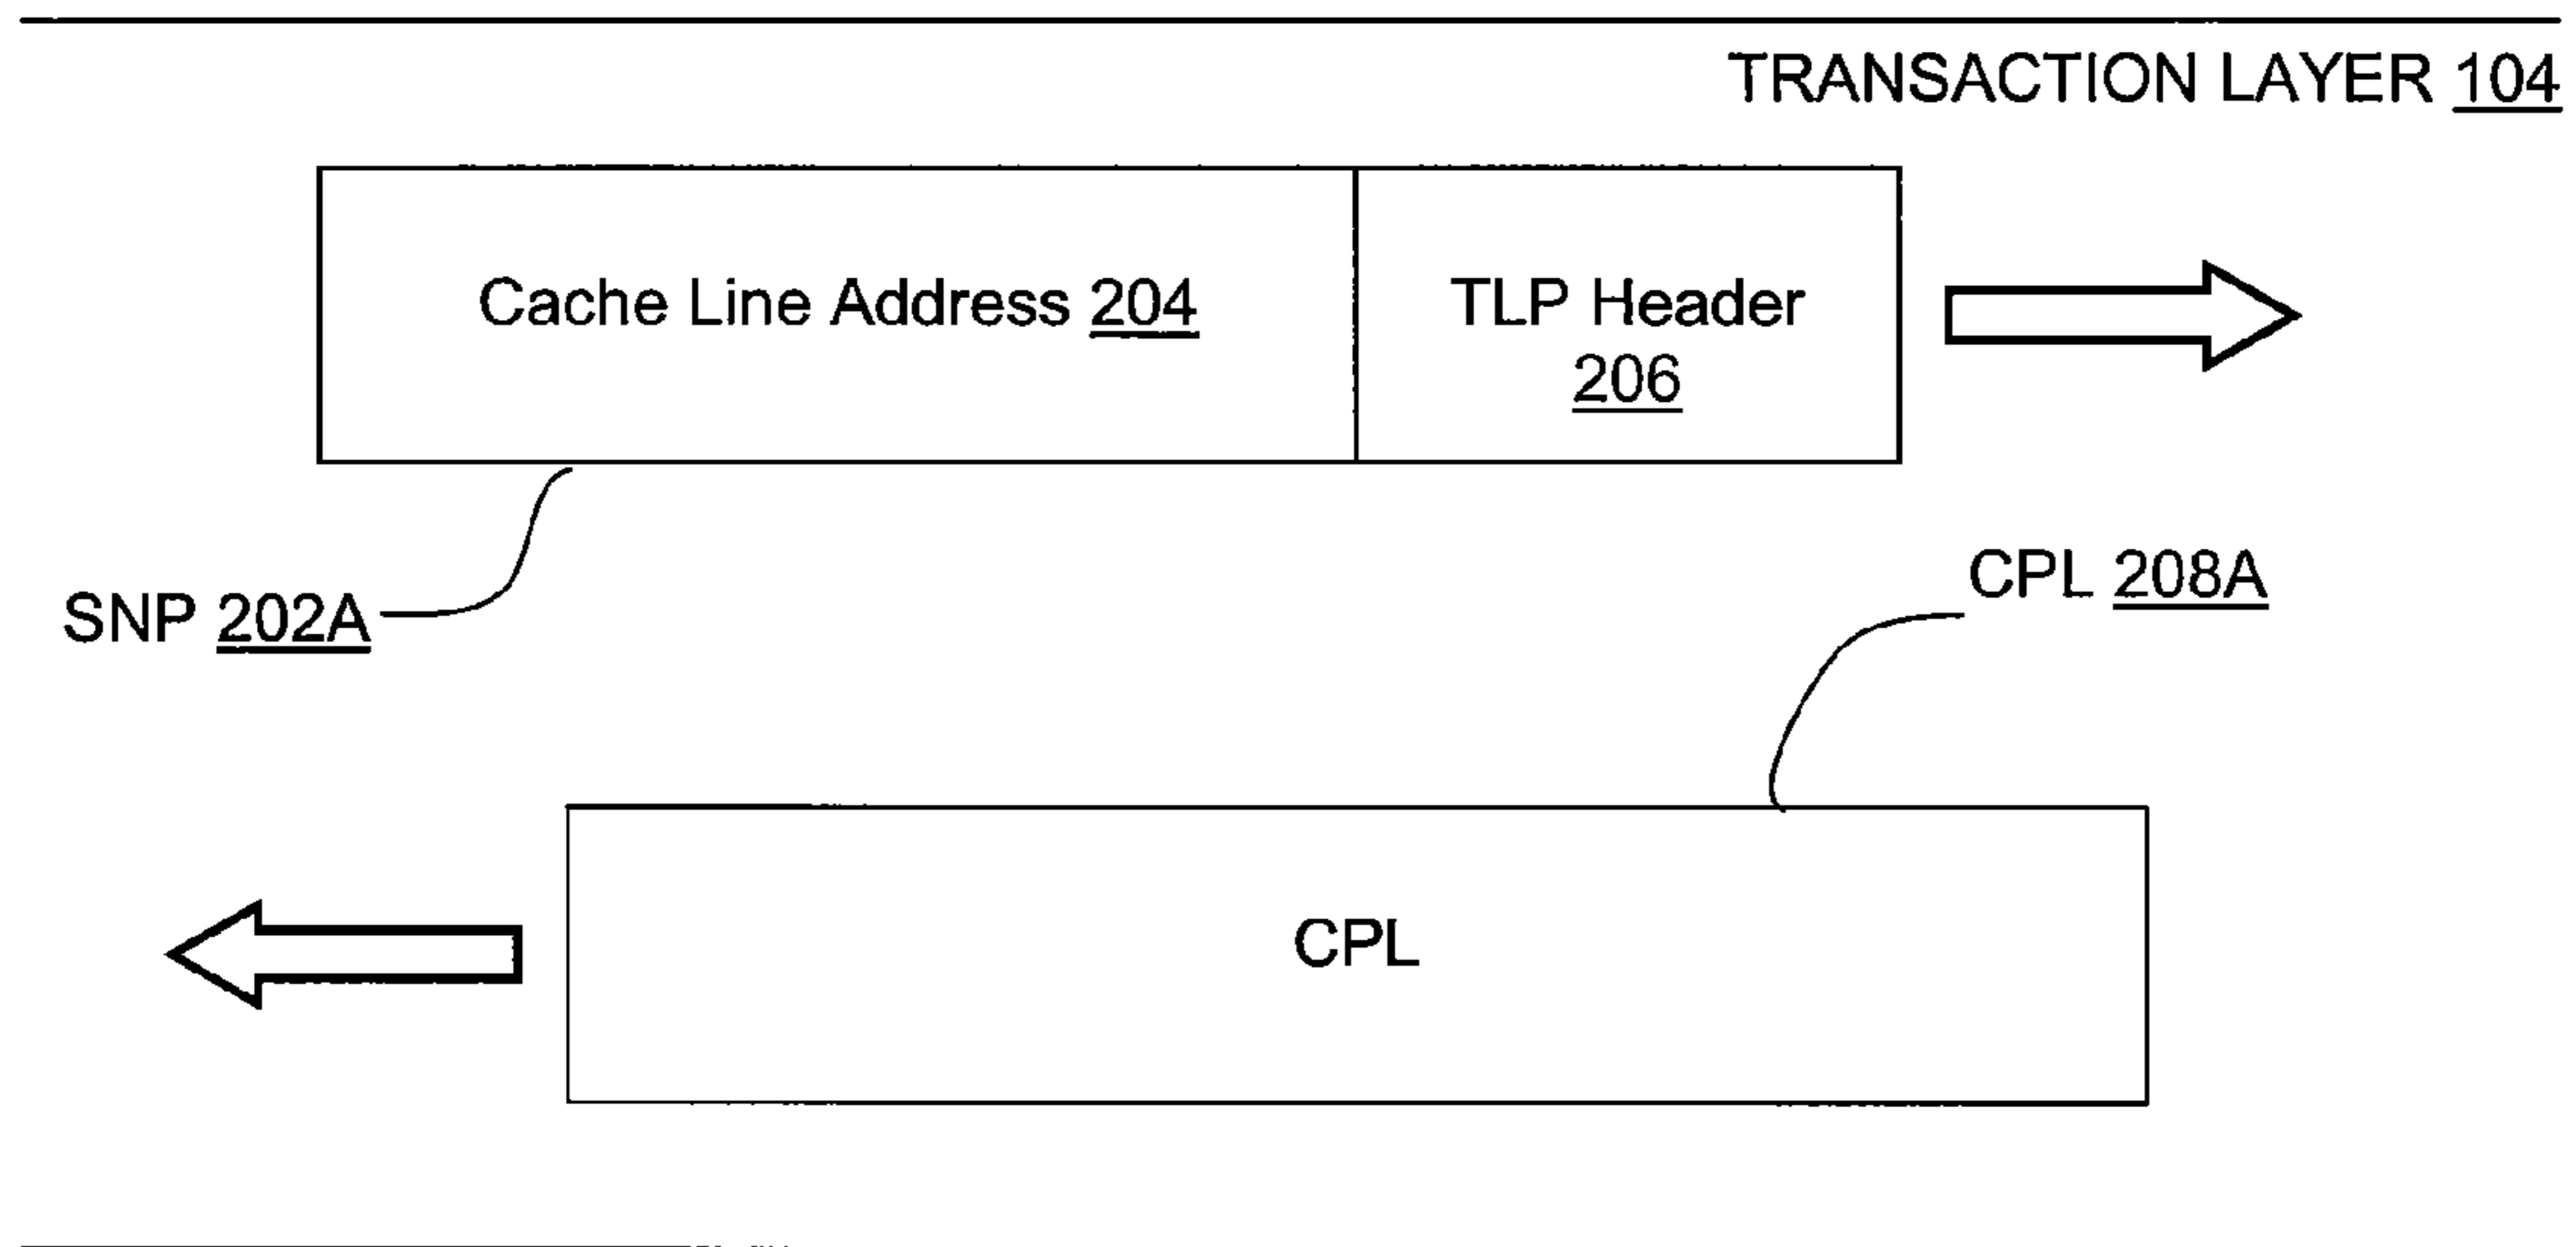 TRANSACTION LAYER 104
Cache Line Address 204
TLP Header
206
CPL 208A
SNP 202A
CPL